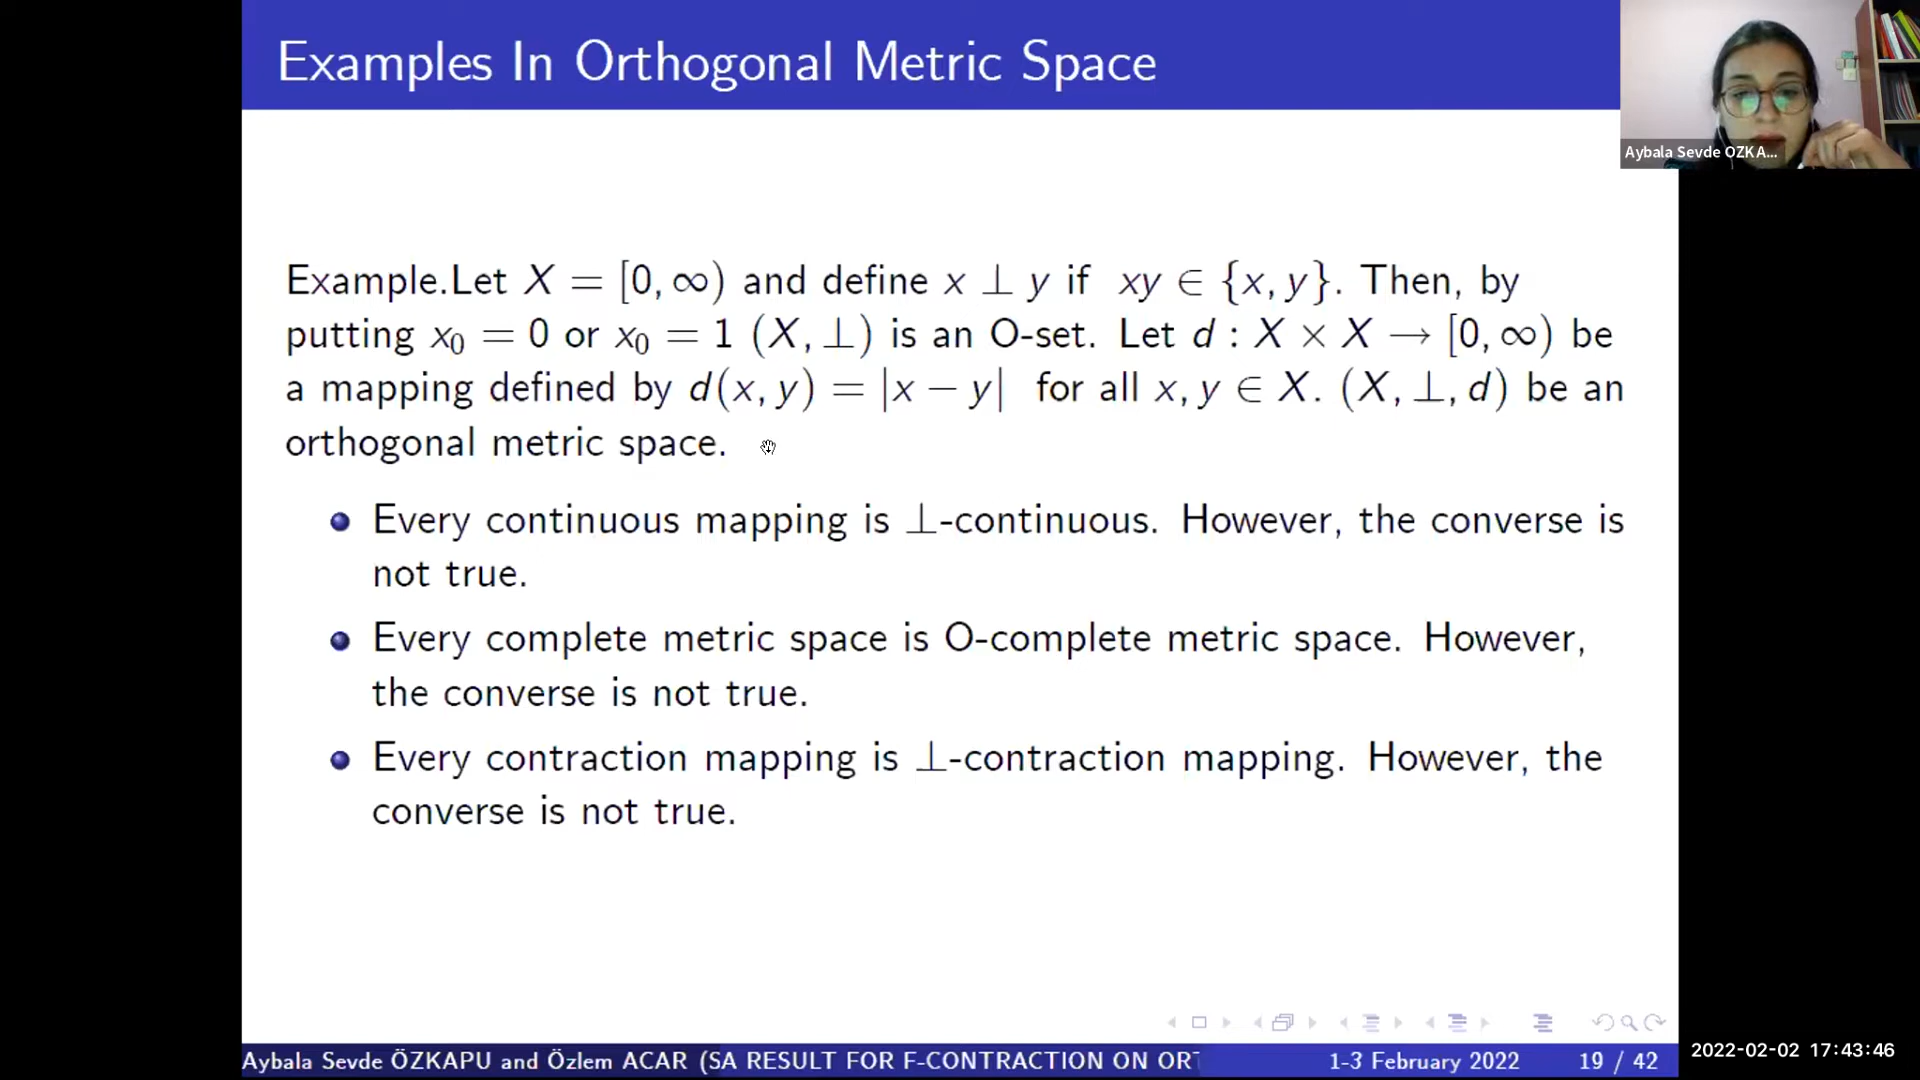 Examples In Orthogonal Metric Space
Aybala Sevde OZKA...
Example.Let X = [0, ∞) and define x ⊥ y if xy ∈ {x, y}. Then, by
putting x₀ = 0 or x₀ = 1 (X, ⊥) is an O-set. Let d : X × X → [0, ∞) be
a mapping defined by d(x, y) = |x − y| for all x, y ∈ X. (X, ⊥, d) be an
orthogonal metric space.
Every continuous mapping is ⊥-continuous. However, the converse is
not true.
Every complete metric space is O-complete metric space. However,
the converse is not true.
Every contraction mapping is ⊥-contraction mapping. However, the
converse is not true.
Aybala Sevde ÖZKAPU and Özlem ACAR (SA RESULT FOR F-CONTRACTION ON ORT
1-3 February 2022
19 / 42
2022-02-02 17:43:46